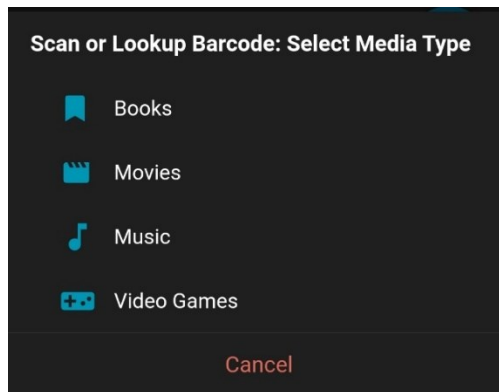 Scan or Lookup Barcode: Select Media Type
Books
Movies
Music
Video Games
Cancel